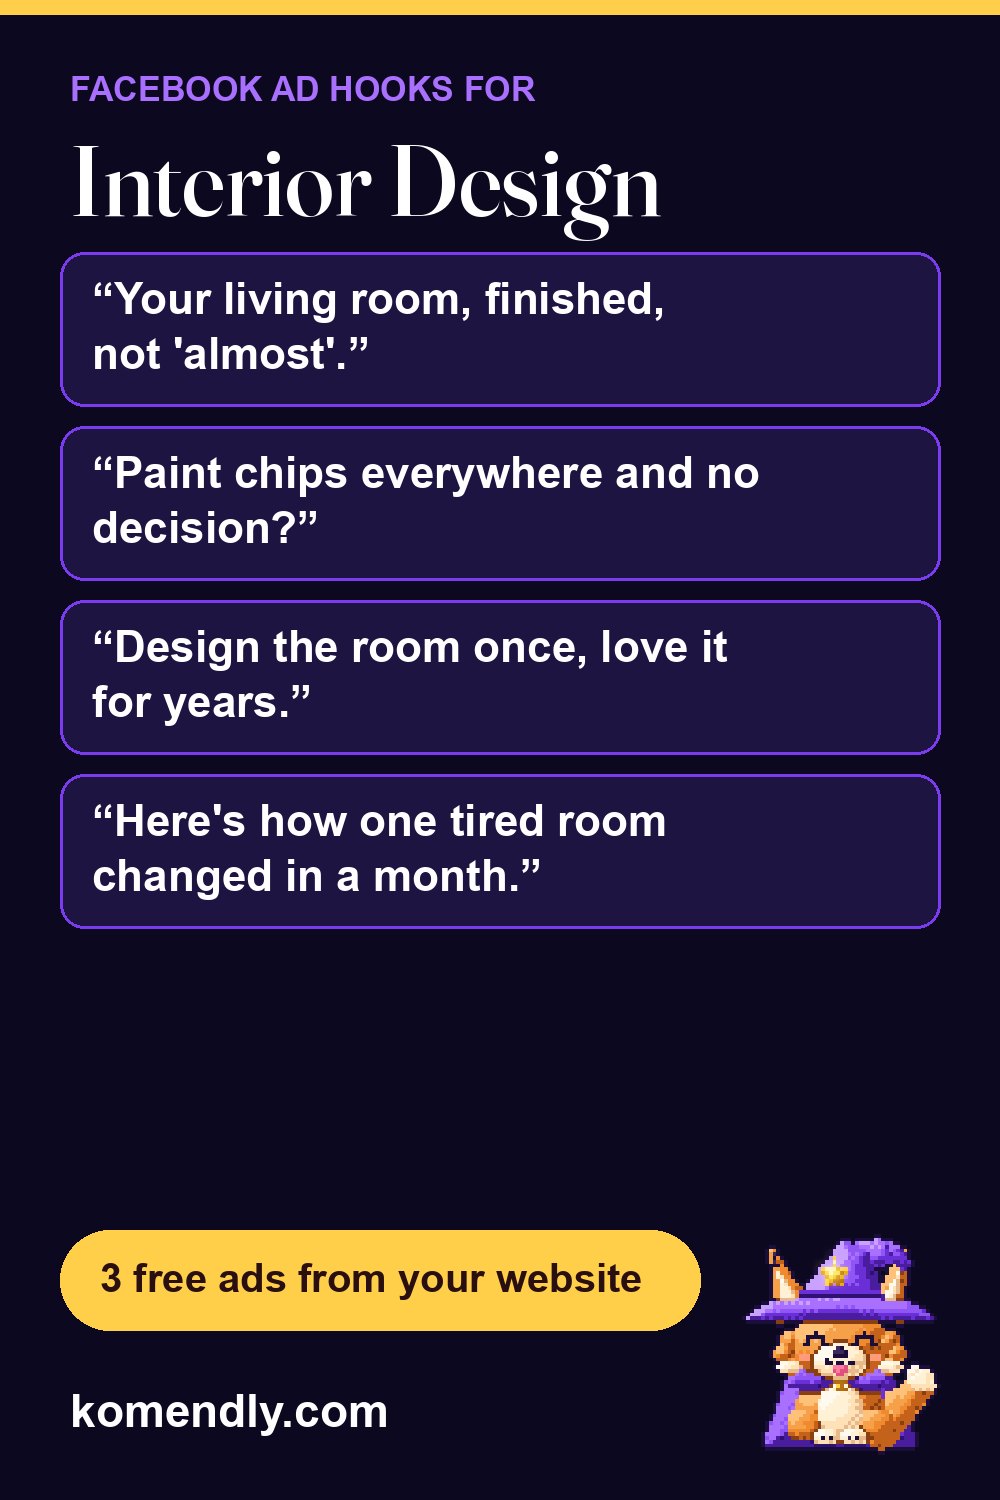 FACEBOOK AD HOOKS FOR
Interior Design
“Your living room, finished,
not 'almost'.”
“Paint chips everywhere and no
decision?”
“Design the room once, love it
for years.”
“Here's how one tired room
changed in a month.”
3 free ads from your website
komendly.com